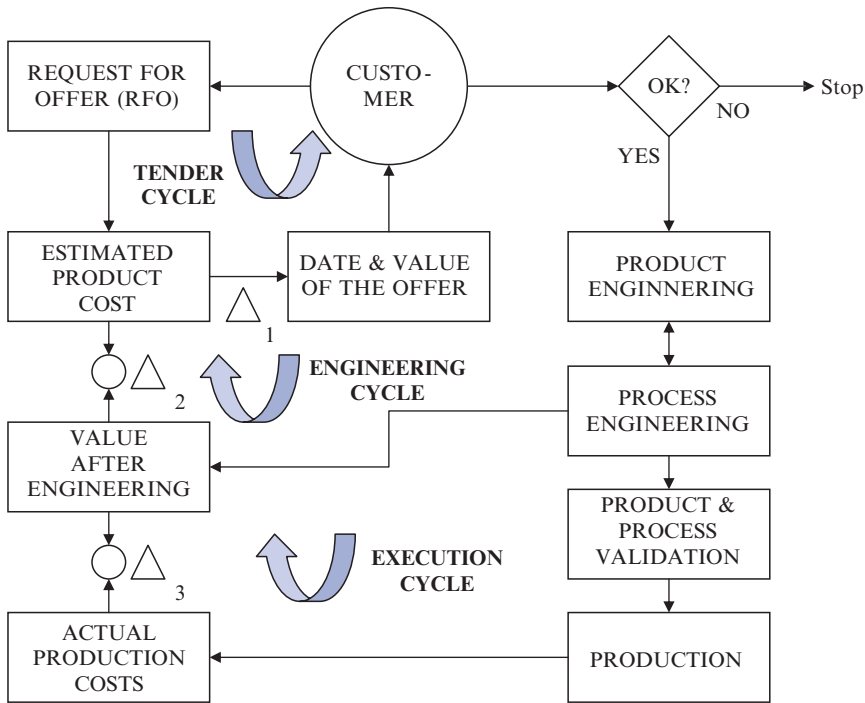 REQUEST FOR
OFFER (RFO)
CUSTO-
MER
OK?
NO
Stop
YES
TENDER
CYCLE
ESTIMATED
PRODUCT
COST
1
DATE & VALUE
OF THE OFFER
PRODUCT
ENGINNERING
2
ENGINEERING
CYCLE
PROCESS
ENGINEERING
VALUE
AFTER
ENGINEERING
PRODUCT &
PROCESS
VALIDATION
3
EXECUTION
CYCLE
ACTUAL
PRODUCTION
COSTS
PRODUCTION